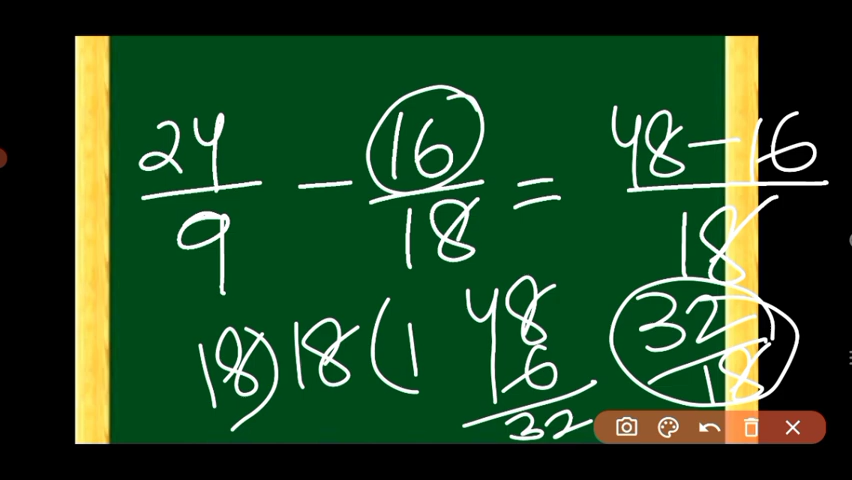 24/9 - 16/18 = 48-16/18
18)18(1 48 32/18
16
32